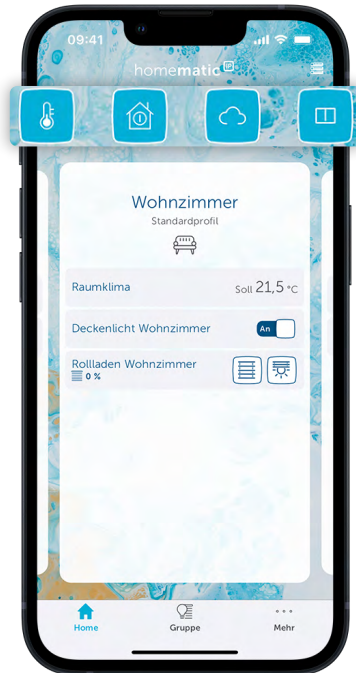 09:41
homematic IP
Wohnzimmer
Standardprofil
Raumklima
Soll 21,5 °C
Deckenlicht Wohnzimmer
An
Rollladen Wohnzimmer
0 %
Home
Gruppe
Mehr